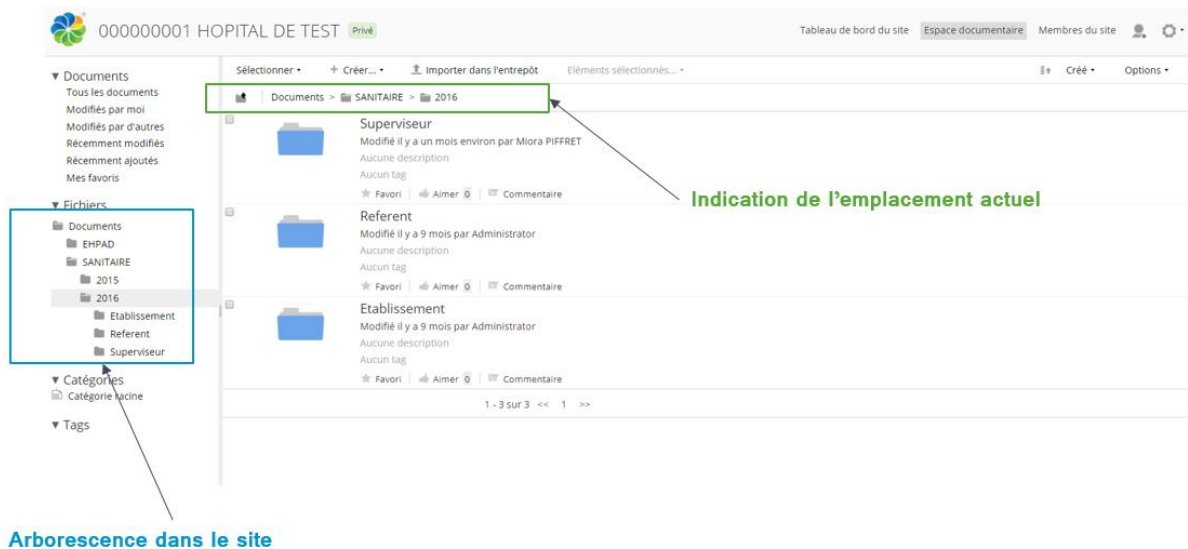 000000001 HOPITAL DE TEST Privé
Tableau de bord du site Espace documentaire Membres du site
▼ Documents
Tous les documents
Modifiés par moi
Modifiés par d'autres
Récemment modifiés
Récemment ajoutés
Mes favoris
▼ Fichiers
Documents
EHPAD
SANITAIRE
2015
2016
Etablissement
Referent
Superviseur
▼ Catégories
Catégorie racine
▼ Tags
Sélectionner + Créer... Importer dans l'entrepôt Eléments sélectionnés... Créé Options
Documents > SANITAIRE > 2016
Superviseur
Modifié il y a un mois environ par Miora PIFFRET
Aucune description
Aucun tag
Favori Aimer 0 Commentaire
Referent
Modifié il y a 9 mois par Administrator
Aucune description
Aucun tag
Favori Aimer 0 Commentaire
Etablissement
Modifié il y a 9 mois par Administrator
Aucune description
Aucun tag
Favori Aimer 0 Commentaire
1 - 3 sur 3 << 1 >>
Indication de l'emplacement actuel
Arborescence dans le site